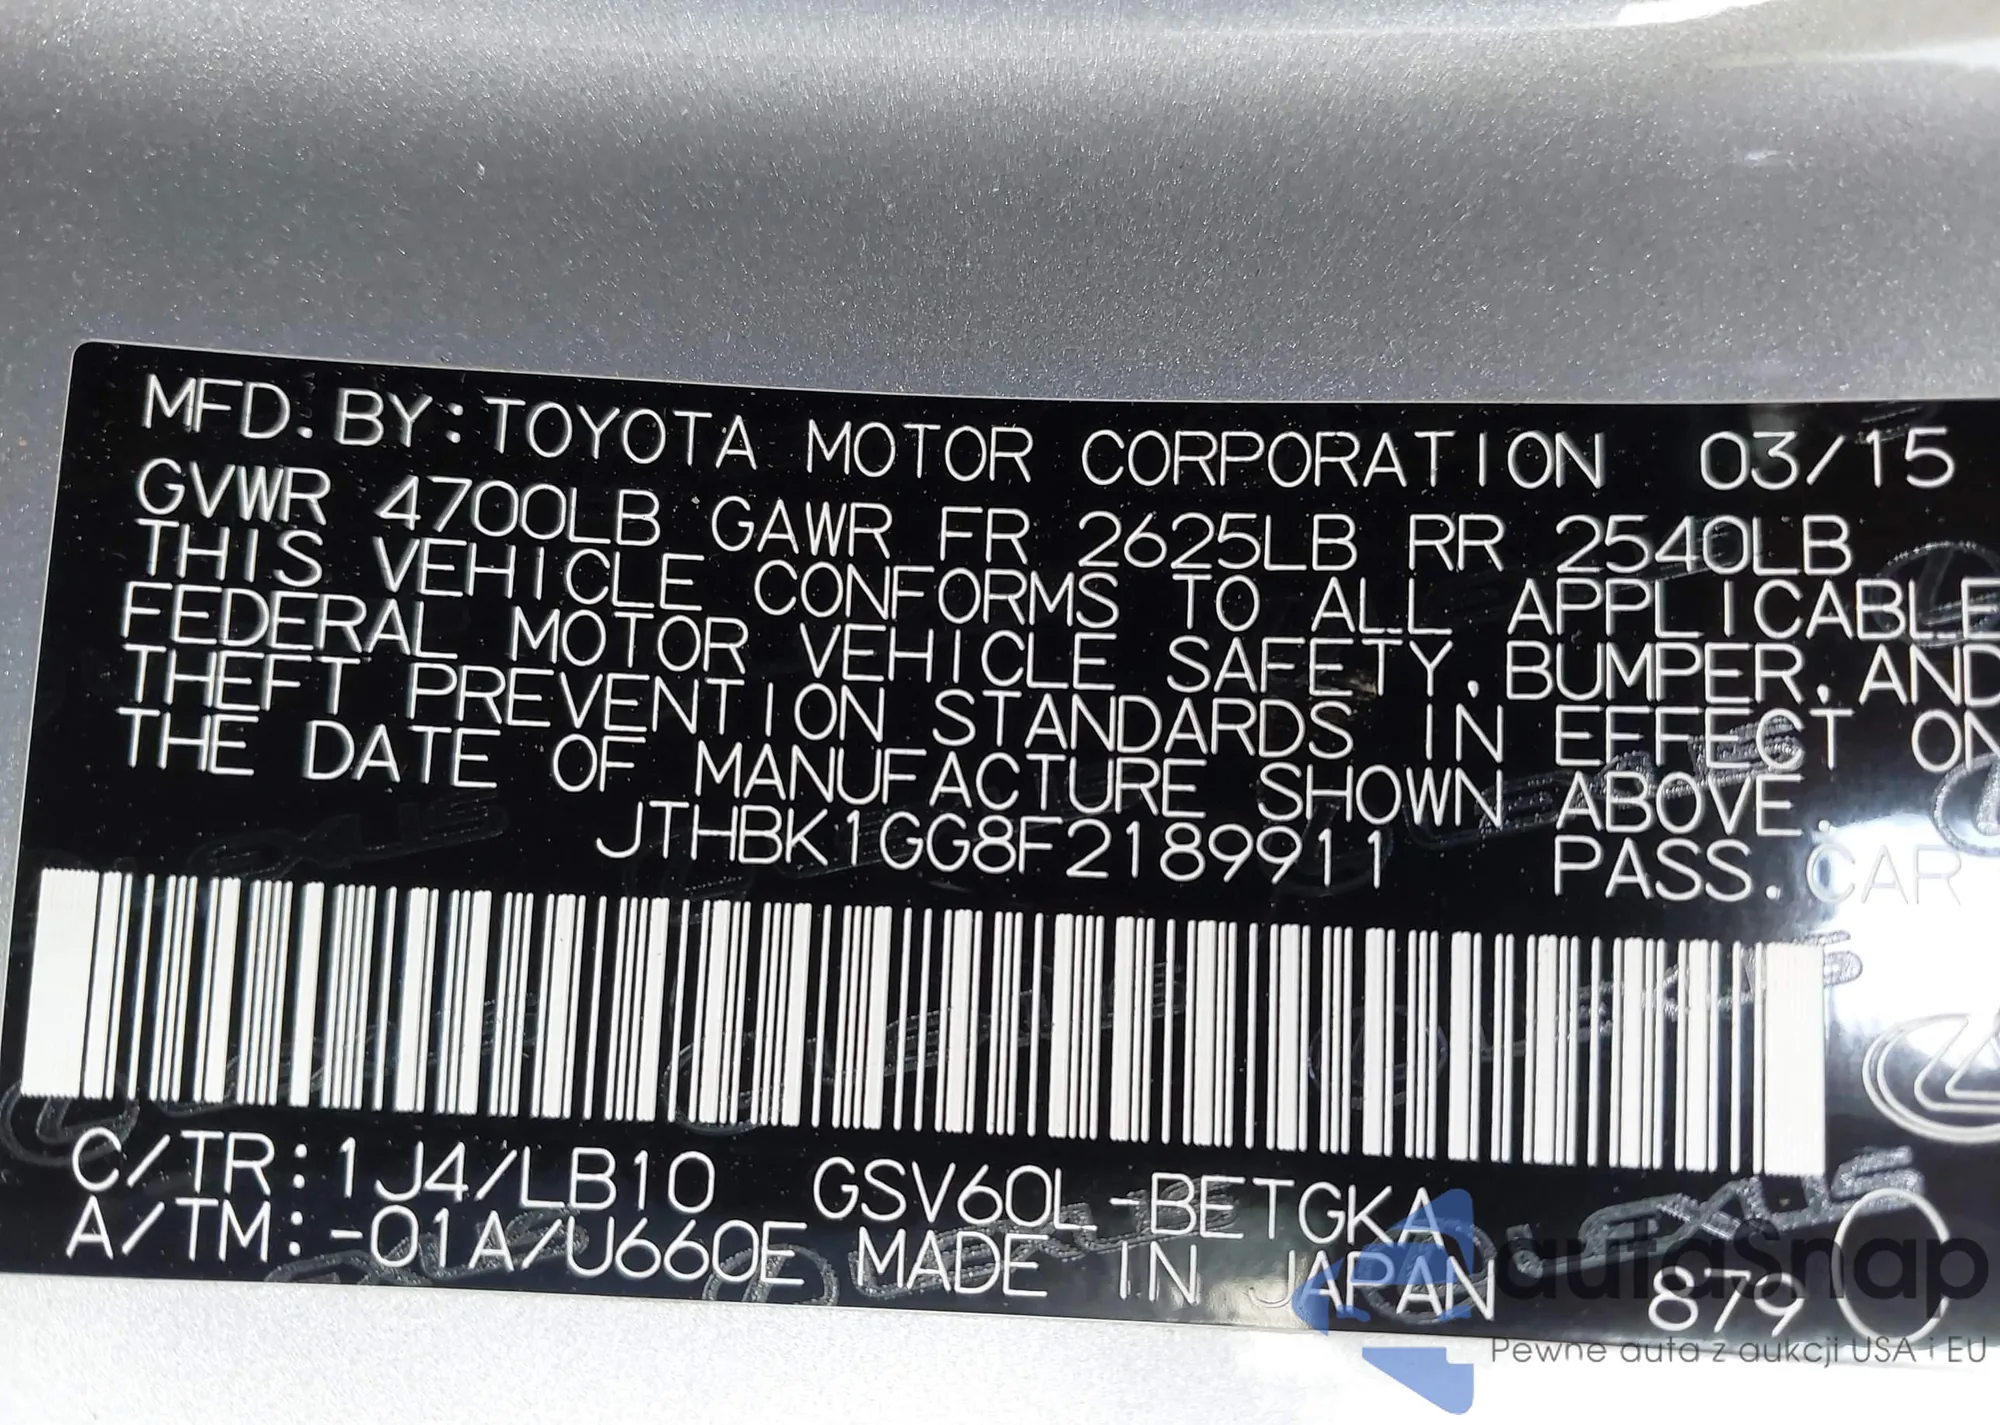 MFD. BY: TOYOTA MOTOR CORPORATION 03/15
GVWR 4700LB GAWR FR 2625LB RR 2540LB
THIS VEHICLE CONFORMS TO ALL APPLICABLE
FEDERAL MOTOR VEHICLE SAFETY, BUMPER, AND
THEFT PREVENTION STANDARDS IN EFFECT ON
THE DATE OF MANUFACTURE SHOWN ABOVE.
JTHBK1GG8F2189911 PASS. CAR
C/TR: 1J4/LB10 GSV60L-BETGKA
A/TM: -01A/U660E MADE IN JAPAN 879
autoSnap
Pewne auta z aukcji USA i EU